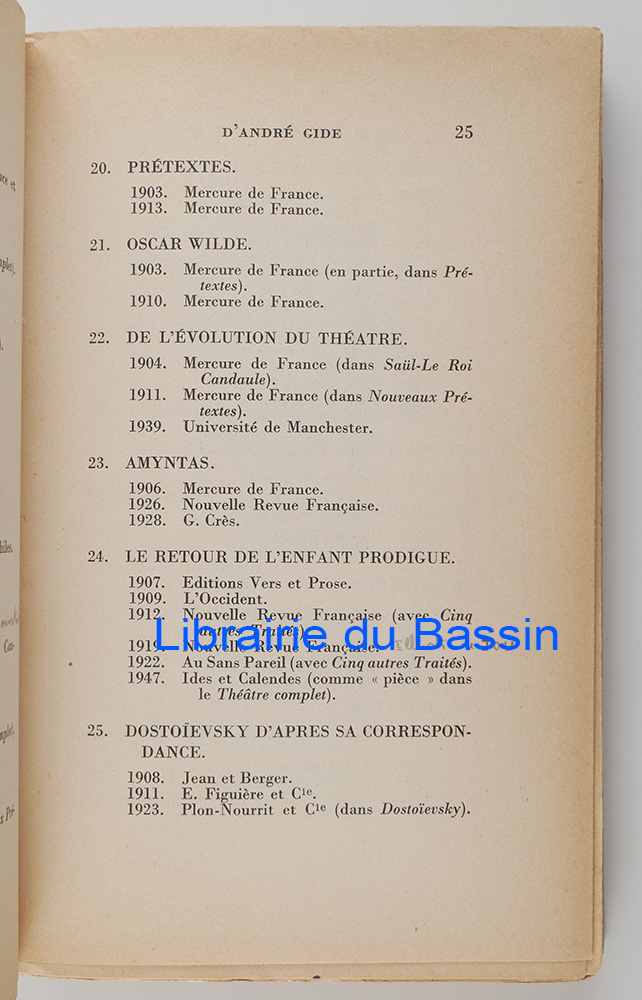 D'ANDRÉ GIDE 25
20. PRÉTEXTES.
1903. Mercure de France.
1913. Mercure de France.
21. OSCAR WILDE.
1903. Mercure de France (en partie, dans Pré-
textes).
1910. Mercure de France.
22. DE L'ÉVOLUTION DU THÉATRE.
1904. Mercure de France (dans Saül-Le Roi
Candaule).
1911. Mercure de France (dans Nouveaux Pré-
textes).
1939. Université de Manchester.
23. AMYNTAS.
1906. Mercure de France.
1926. Nouvelle Revue Française.
1928. G. Crès.
24. LE RETOUR DE L'ENFANT PRODIGUE.
1907. Editions Vers et Prose.
1909. L'Occident.
1912. Nouvelle Revue Française (avec Cinq
autres Traités).
Librairie du Bassin
1919. Nouvelle Revue Française.
1922. Au Sans Pareil (avec Cinq autres Traités).
1947. Ides et Calendes (comme « pièce » dans
le Théâtre complet).
25. DOSTOÏEVSKY D'APRES SA CORRESPON-
DANCE.
1908. Jean et Berger.
1911. E. Figuière et Cie.
1923. Plon-Nourrit et Cie (dans Dostoïevsky).